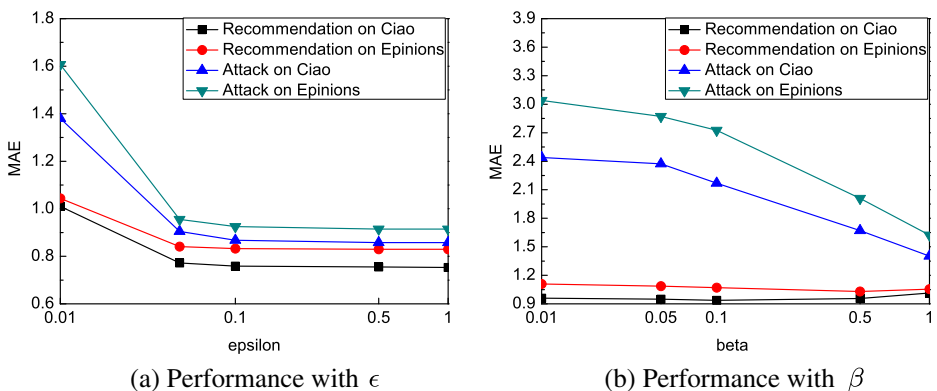 1.8
1.6
1.4
1.2
1.0
0.8
0.6
MAE
Recommendation on Ciao
Recommendation on Epinions
Attack on Ciao
Attack on Epinions
0.01 0.1 0.5 1
epsilon
(a) Performance with ϵ
3.9
3.6
3.3
3.0
2.7
2.4
2.1
1.8
1.5
1.2
0.9
MAE
Recommendation on Ciao
Recommendation on Epinions
Attack on Ciao
Attack on Epinions
0.01 0.05 0.1 0.5 1
beta
(b) Performance with β